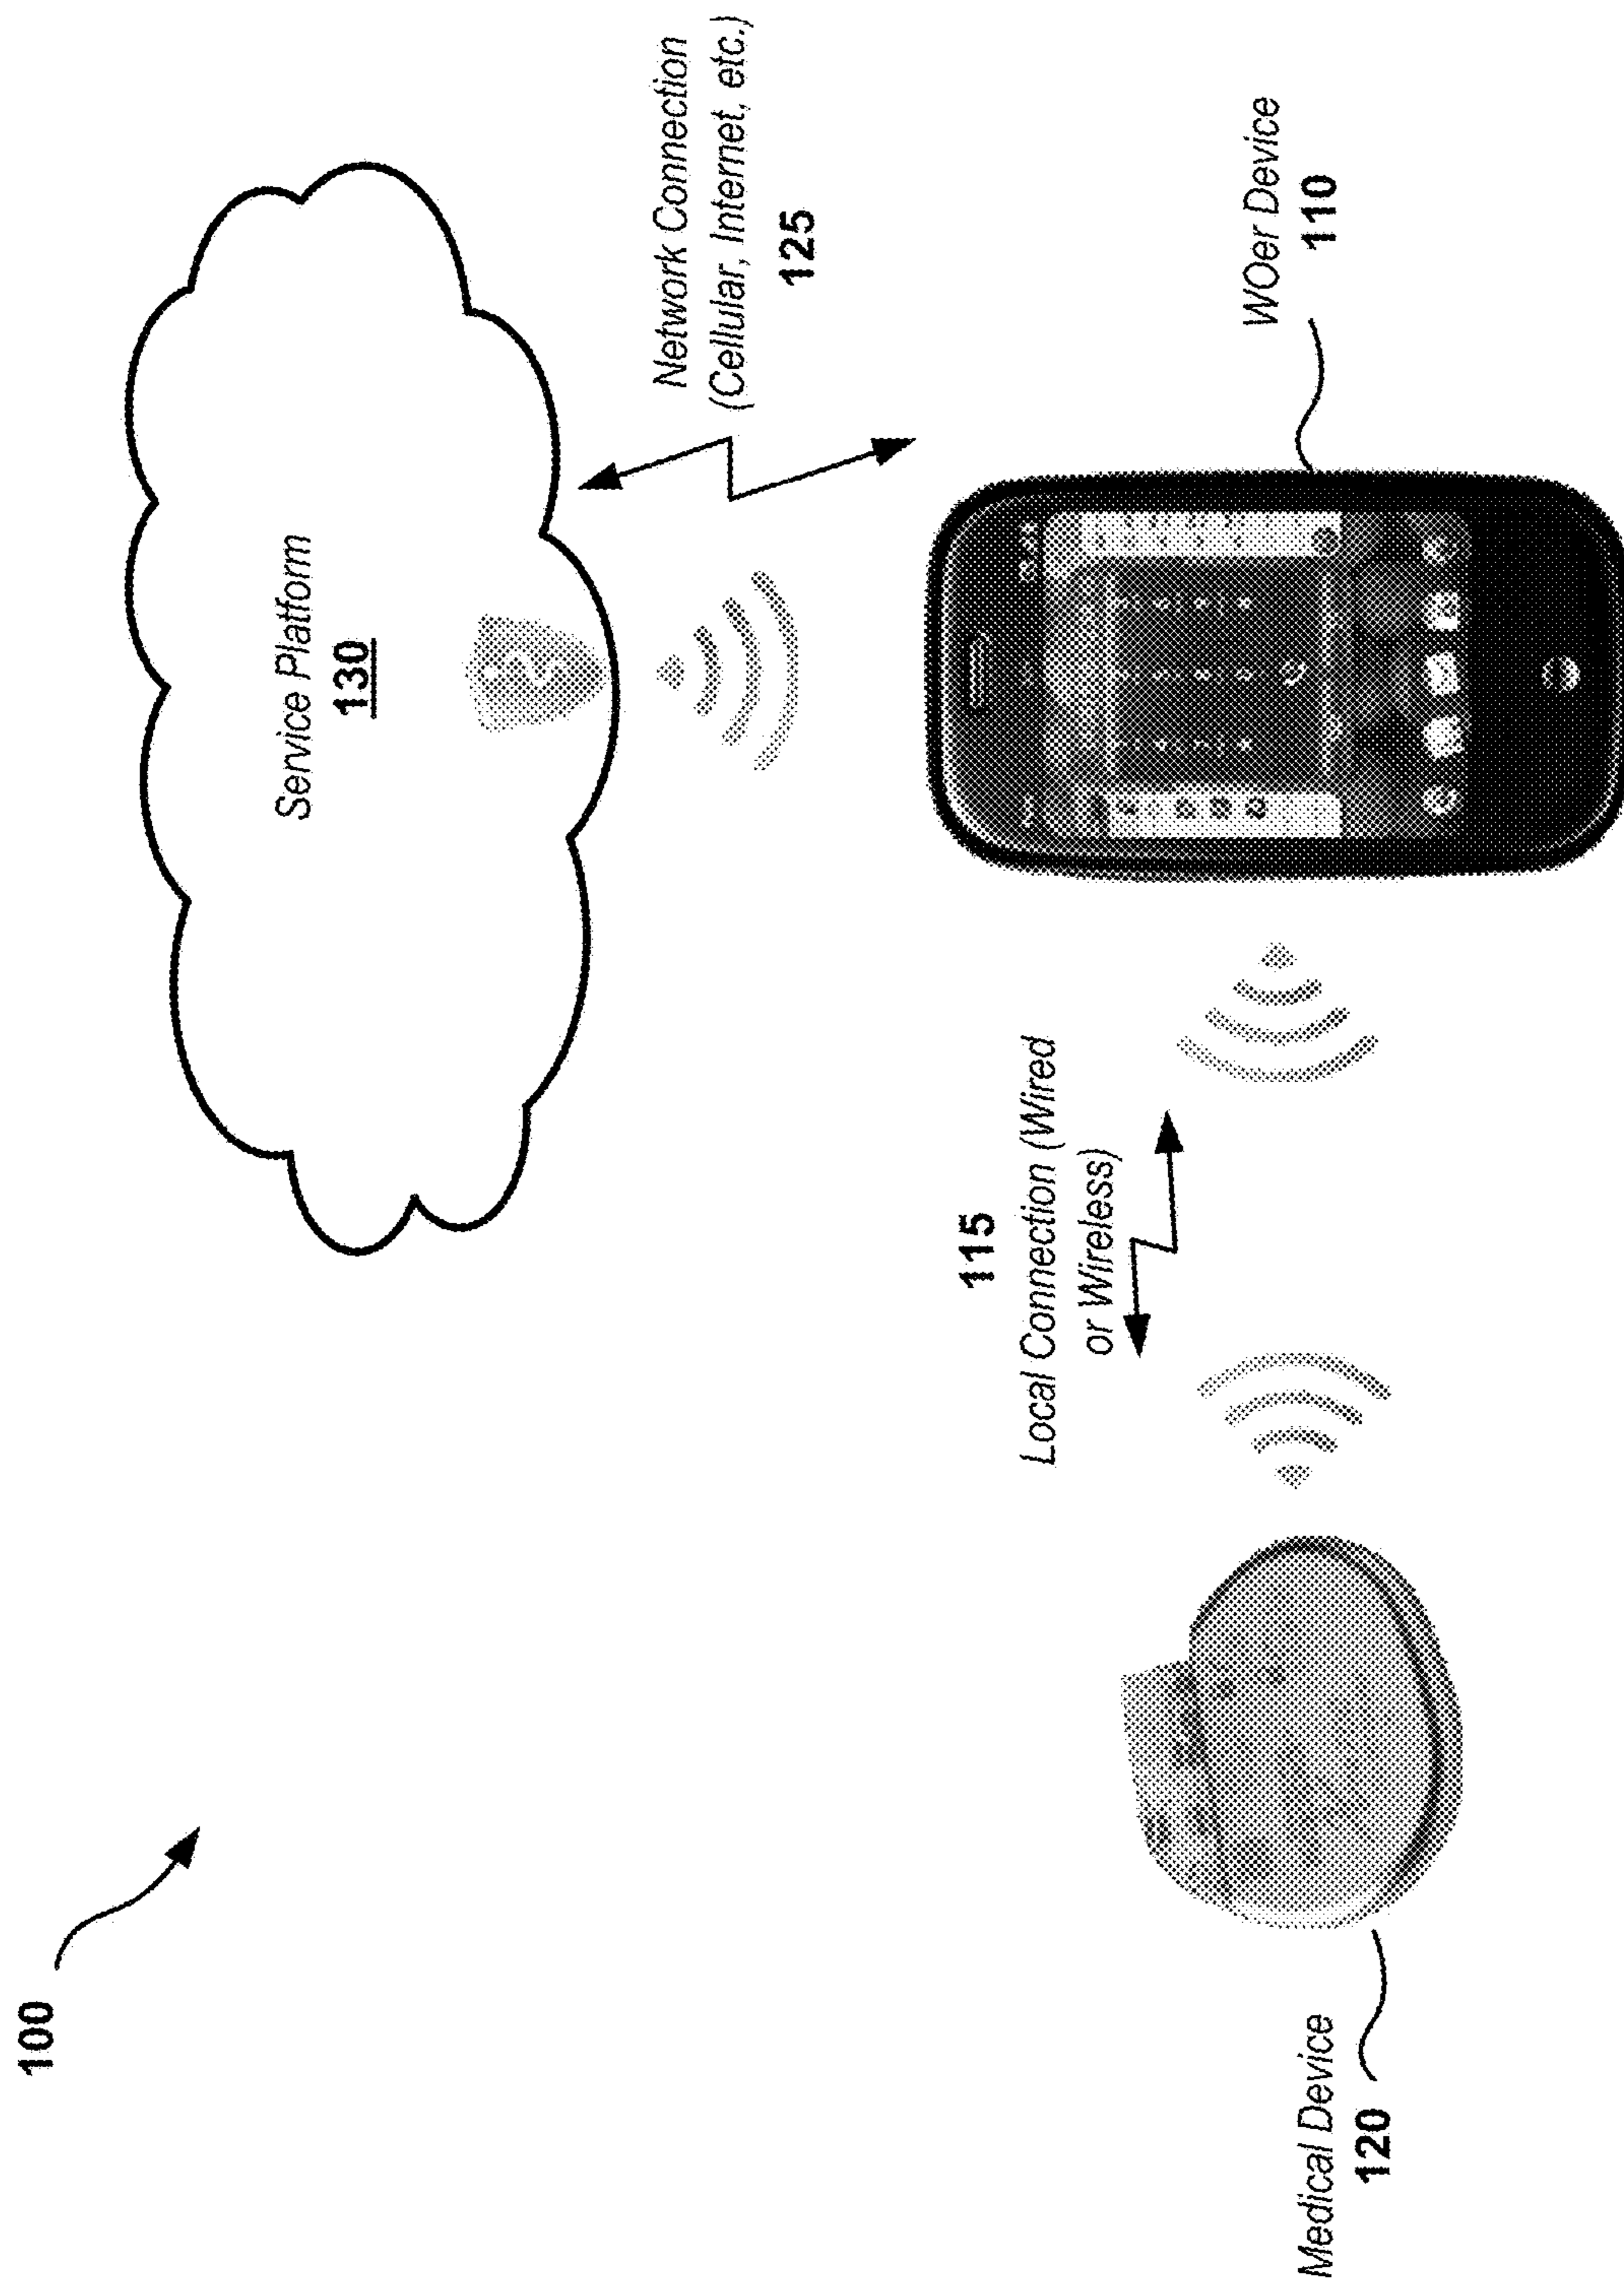 100
Service Platform
130
Network Connection
(Cellular, Internet, etc.)
125
115
Local Connection (Wired
or Wireless)
WOer Device
110
Medical Device
120